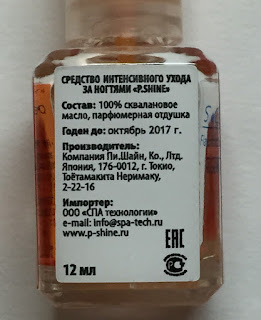 СРЕДСТВО ИНТЕНСИВНОГО УХОДА
ЗА НОГТЯМИ «P.SHINE»
Состав: 100% сквалановое
масло, парфюмерная отдушка
Годен до: октябрь 2017 г.
Производитель:
Компания Пи.Шайн, Ко., Лтд.
Япония, 176-0012, г. Токио,
Тоётамакита Неримаку,
2-22-16
Импортер:
ООО «СПА технологии»
e-mail: info@spa-tech.ru
www.p-shine.ru
EAC
12 мл